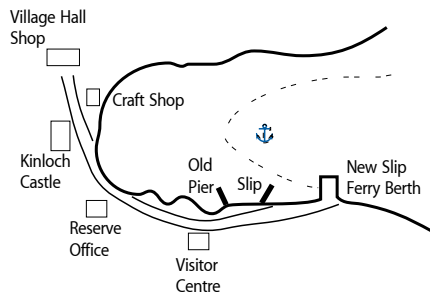 Village Hall
Shop
Craft Shop
Kinloch
Castle
Old
Pier
Slip
New Slip
Ferry Berth
Reserve
Office
Visitor
Centre